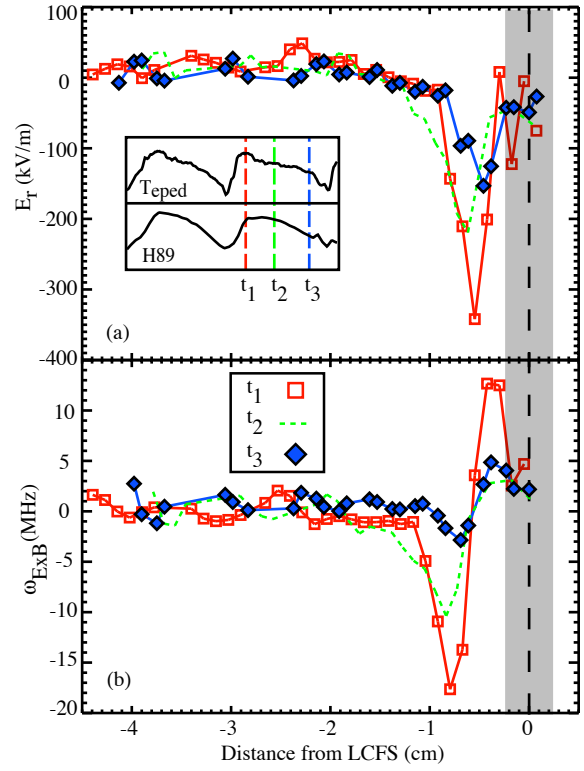 100
0
-100
-200
-300
-400
E_r (kV/m)
T_eped
H89
t_1 t_2 t_3
(a)
10
5
0
-5
-10
-15
-20
ω_ExB (MHz)
t_1
t_2
t_3
(b)
-4 -3 -2 -1 0
Distance from LCFS (cm)